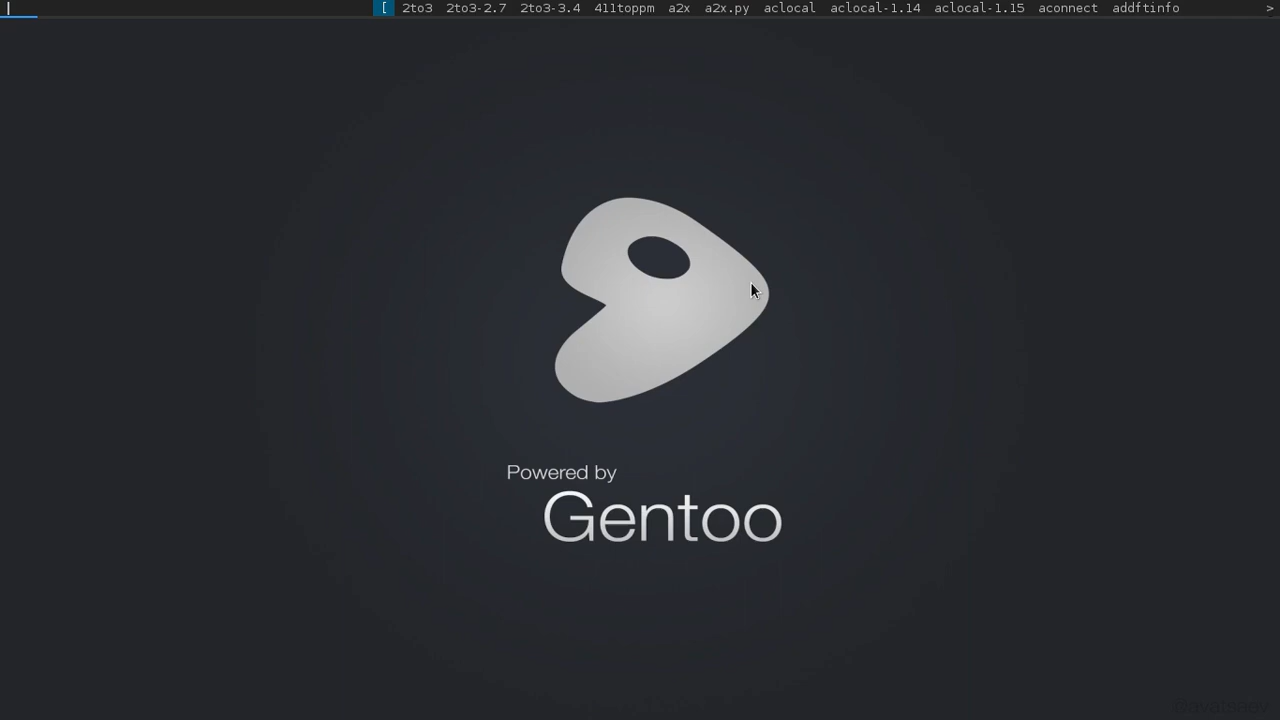 [ 2to3 2to3-2.7 2to3-3.4 411toppm a2x a2x.py aclocal aclocal-1.14 aclocal-1.15 aconnect addftinfo >
Powered by
Gentoo